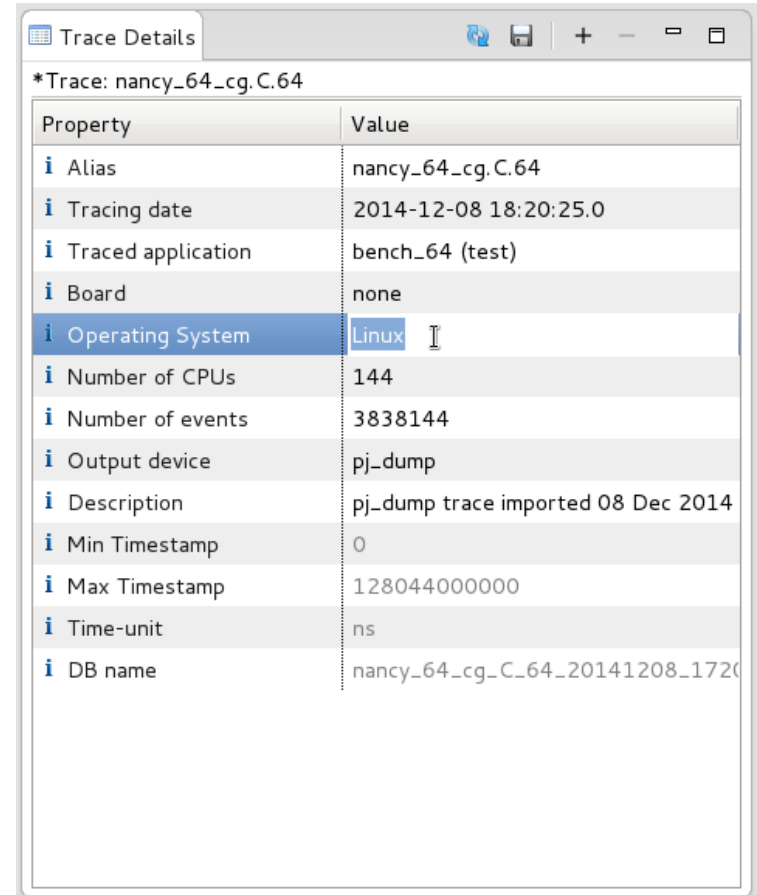 Trace Details
*Trace: nancy_64_cg.C.64
Property Value
Alias nancy_64_cg.C.64
Tracing date 2014-12-08 18:20:25.0
Traced application bench_64 (test)
Board none
Operating System Linux
Number of CPUs 144
Number of events 3838144
Output device pj_dump
Description pj_dump trace imported 08 Dec 2014
Min Timestamp 0
Max Timestamp 128044000000
Time-unit ns
DB name nancy_64_cg_C_64_20141208_1720